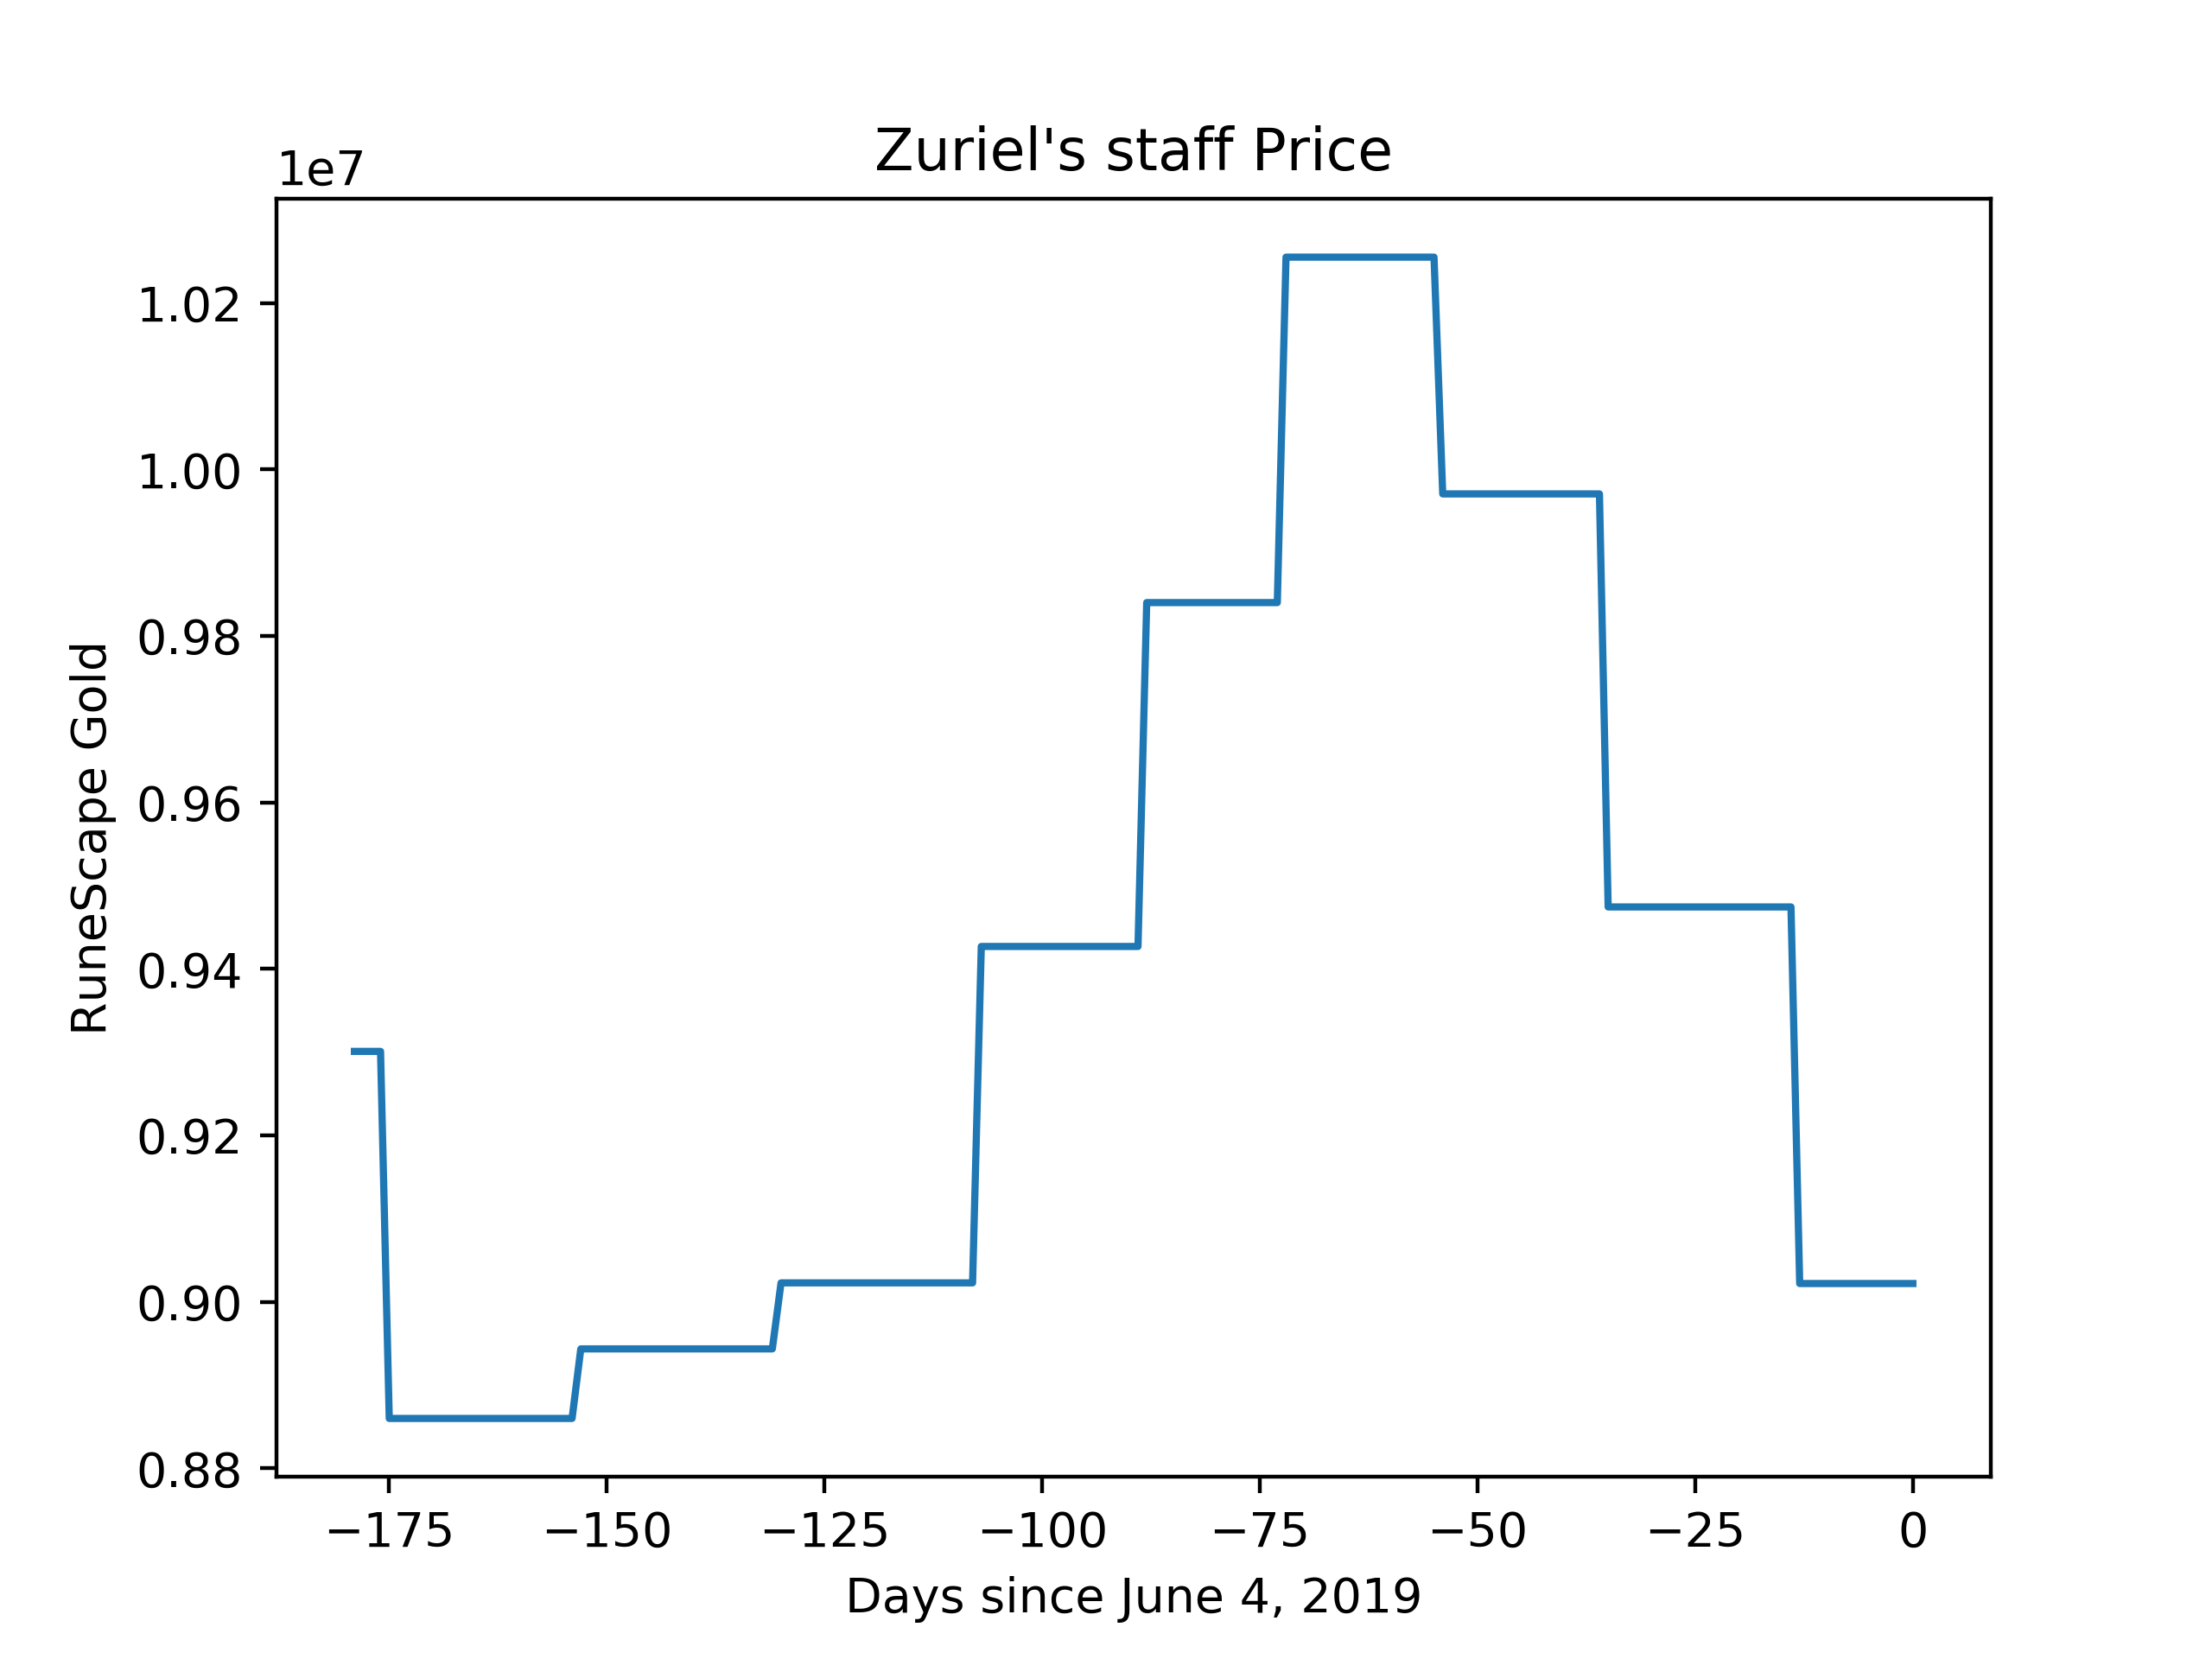 Zuriel's staff Price
1e7
1.02
1.00
0.98
0.96
0.94
0.92
0.90
0.88
RuneScape Gold
−175 −150 −125 −100 −75 −50 −25 0
Days since June 4, 2019